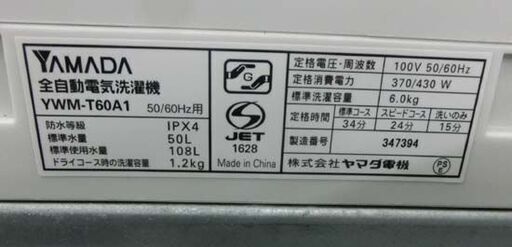 YAMADA
全自動電気洗濯機
YWM-T60A1 50/60Hz用
防水等級 IPX4
標準水量 50L
標準使用水量 108L
ドライコース時の洗濯容量 1.2kg
G
S
JET
1628
Made in China
定格電圧・周波数 100V 50/60Hz
定格消費電力 370/430 W
標準洗濯容量 6.0kg
定格時間 標準コース スピードコース 洗いのみ
34分 24分 15分
製造番号 347394
株式会社 ヤマダ電機
PS
E